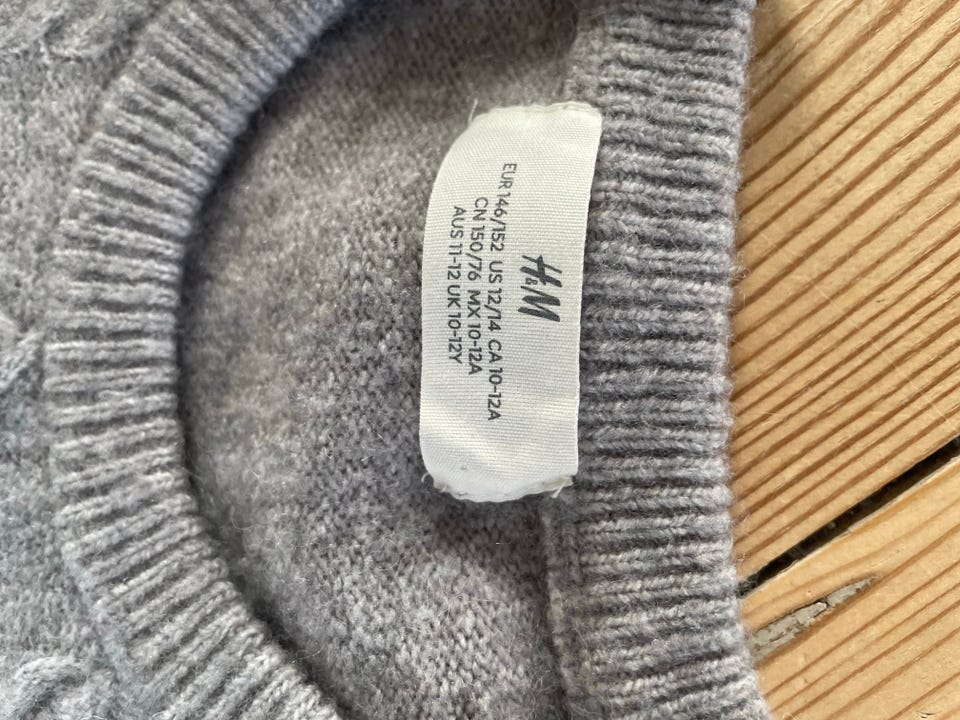 H&M
EUR 146/152 US 12/14 CA 10-12A
CN 150/76 MX 10-12A
AUS 11-12 UK 10-12Y